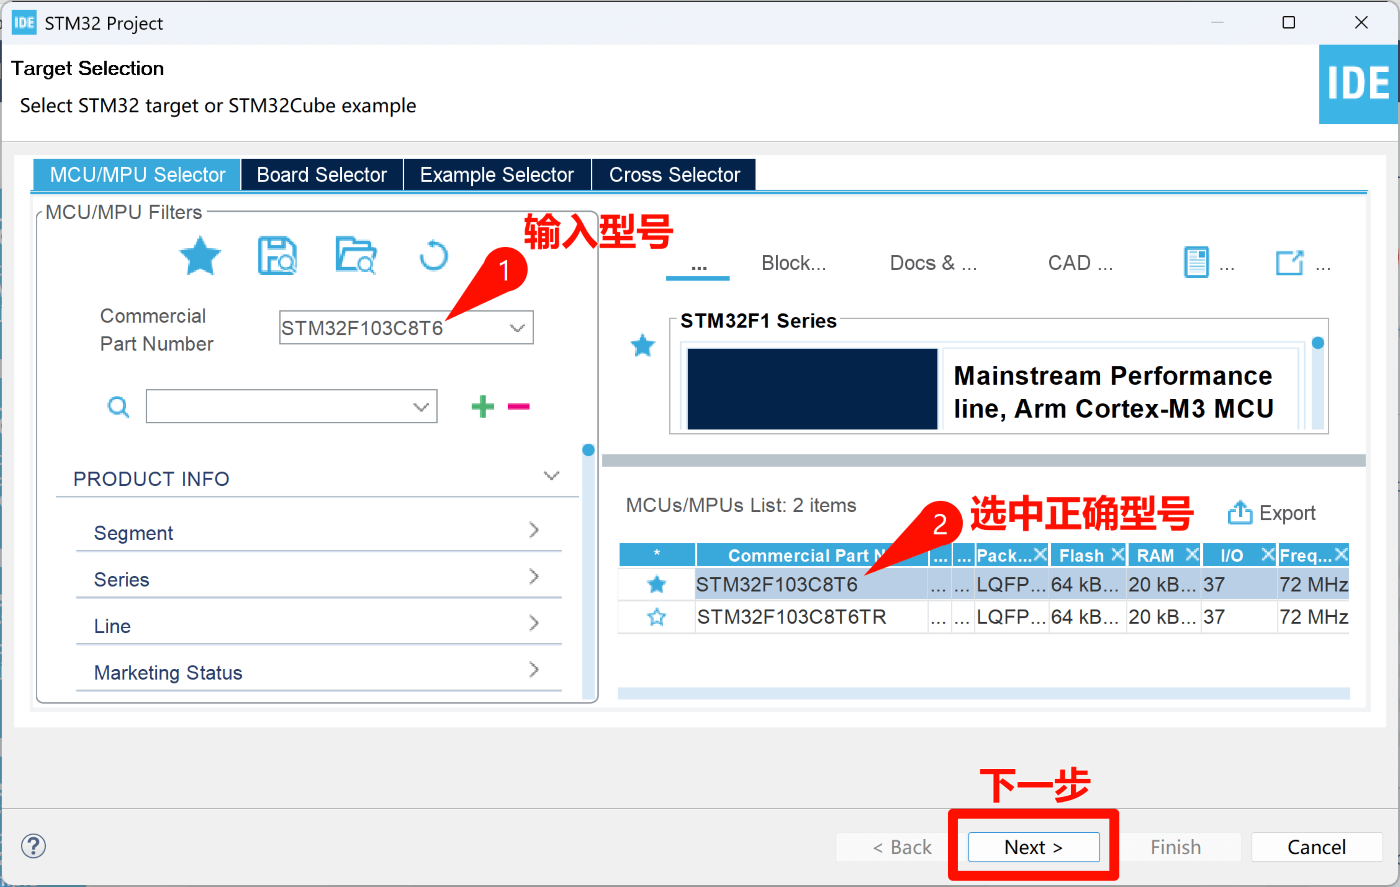 IDE STM32 Project
Target Selection
Select STM32 target or STM32Cube example
IDE
MCU/MPU Selector Board Selector Example Selector Cross Selector
MCU/MPU Filters
输入型号
1
... Block... Docs & ... CAD ... ... ...
Commercial
Part Number
STM32F103C8T6
STM32F1 Series
Mainstream Performance
line, Arm Cortex-M3 MCU
PRODUCT INFO
Segment
Series
Line
Marketing Status
MCUs/MPUs List: 2 items
2
选中正确型号
Export
* Commercial Part N ... ... Pack... Flash RAM I/O Freq...
STM32F103C8T6 ... ... LQFP... 64 kB... 20 kB... 37 72 MHz
STM32F103C8T6TR ... ... LQFP... 64 kB... 20 kB... 37 72 MHz
下一步
? < Back Next > Finish Cancel